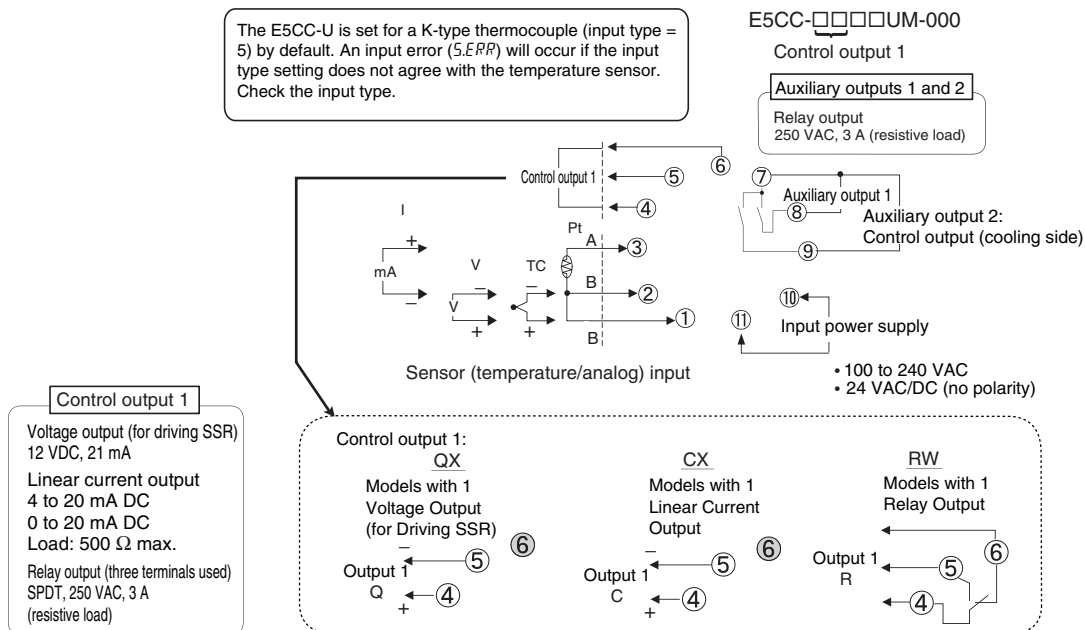 The E5CC-U is set for a K-type thermocouple (input type =
5) by default. An input error (S.ERR) will occur if the input
type setting does not agree with the temperature sensor.
Check the input type.
E5CC-□□□□UM-000
Control output 1
Auxiliary outputs 1 and 2
Relay output
250 VAC, 3 A (resistive load)
Control output 1
⑥
⑤
④
⑦
Auxiliary output 1
⑧
Auxiliary output 2:
Control output (cooling side)
⑨
I
+
mA
−
V
−
V
+
TC
−
+
Pt
A
③
B
②
①
B
⑩
⑪
Input power supply
• 100 to 240 VAC
• 24 VAC/DC (no polarity)
Sensor (temperature/analog) input
Control output 1
Voltage output (for driving SSR)
12 VDC, 21 mA
Linear current output
4 to 20 mA DC
0 to 20 mA DC
Load: 500 Ω max.
Relay output (three terminals used)
SPDT, 250 VAC, 3 A
(resistive load)
Control output 1:
QX
Models with 1
Voltage Output
(for Driving SSR)
⑥
−
⑤
Output 1
Q
④
+
CX
Models with 1
Linear Current
Output
⑥
−
⑤
Output 1
C
④
+
RW
Models with 1
Relay Output
⑥
Output 1
R
⑤
④